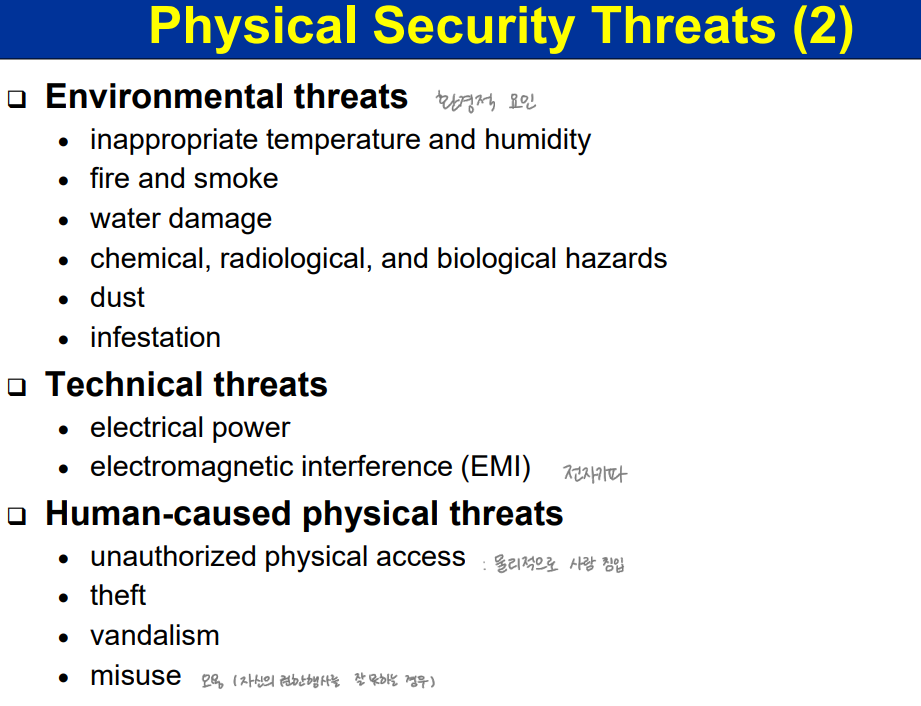 Physical Security Threats (2)
❑ Environmental threats 환경적 요인
• inappropriate temperature and humidity
• fire and smoke
• water damage
• chemical, radiological, and biological hazards
• dust
• infestation
❑ Technical threats
• electrical power
• electromagnetic interference (EMI) 전자기파
❑ Human-caused physical threats
• unauthorized physical access : 물리적으로 사람 침입
• theft
• vandalism
• misuse 오용 (자신의 권한행사를 잘 못하는 경우)